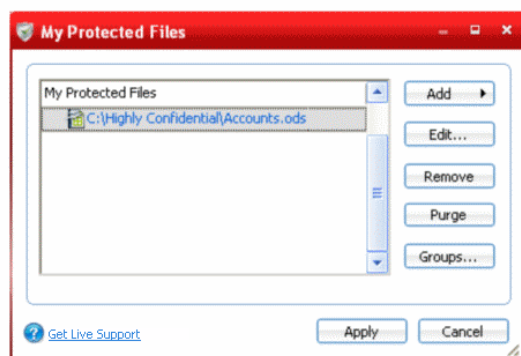 My Protected Files
My Protected Files
C:\Highly Confidential\Accounts.ods
Add
Edit...
Remove
Purge
Groups...
Get Live Support
Apply
Cancel